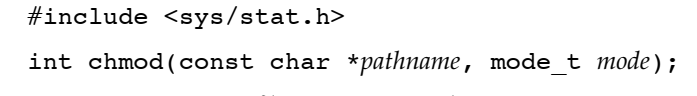 #include <sys/stat.h>
int chmod(const char *pathname, mode_t mode);